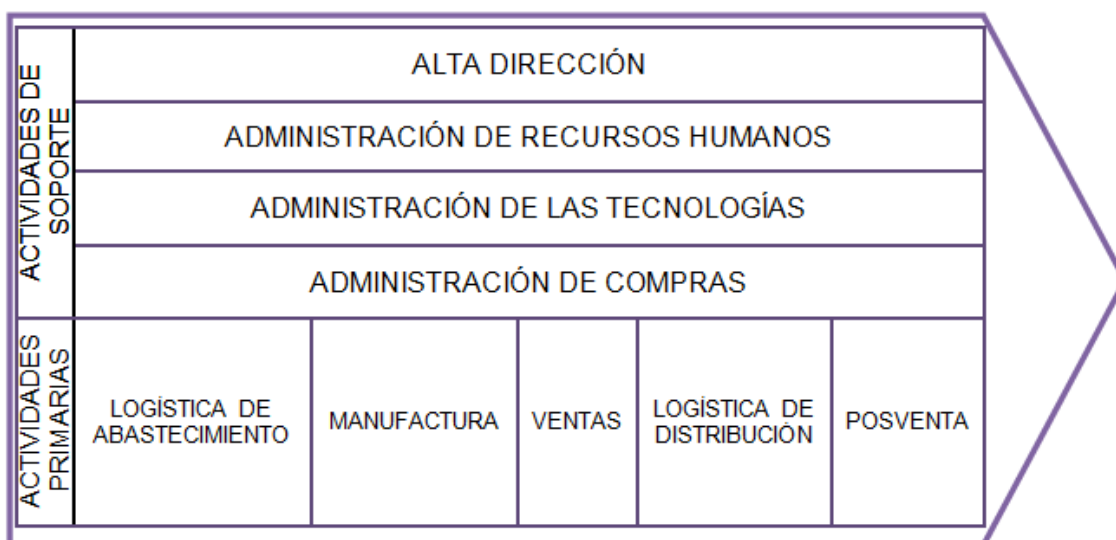 ACTIVIDADES DE
SOPORTE
ALTA DIRECCIÓN
ADMINISTRACIÓN DE RECURSOS HUMANOS
ADMINISTRACIÓN DE LAS TECNOLOGÍAS
ADMINISTRACIÓN DE COMPRAS
ACTIVIDADES
PRIMARIAS
LOGÍSTICA DE
ABASTECIMIENTO
MANUFACTURA
VENTAS
LOGÍSTICA DE
DISTRIBUCIÓN
POSVENTA